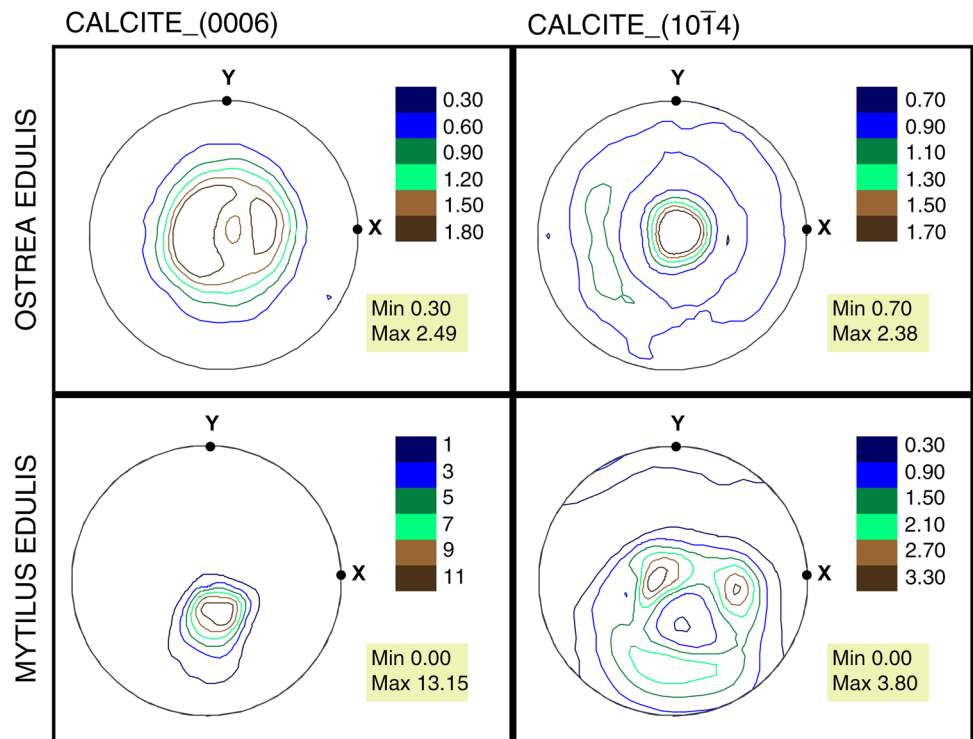 CALCITE_(0006)
CALCITE_(101̅4)
OSTREA EDULIS
Y
X
0.30
0.60
0.90
1.20
1.50
1.80
Min 0.30
Max 2.49
Y
X
0.70
0.90
1.10
1.30
1.50
1.70
Min 0.70
Max 2.38
MYTILUS EDULIS
Y
X
1
3
5
7
9
11
Min 0.00
Max 13.15
Y
X
0.30
0.90
1.50
2.10
2.70
3.30
Min 0.00
Max 3.80